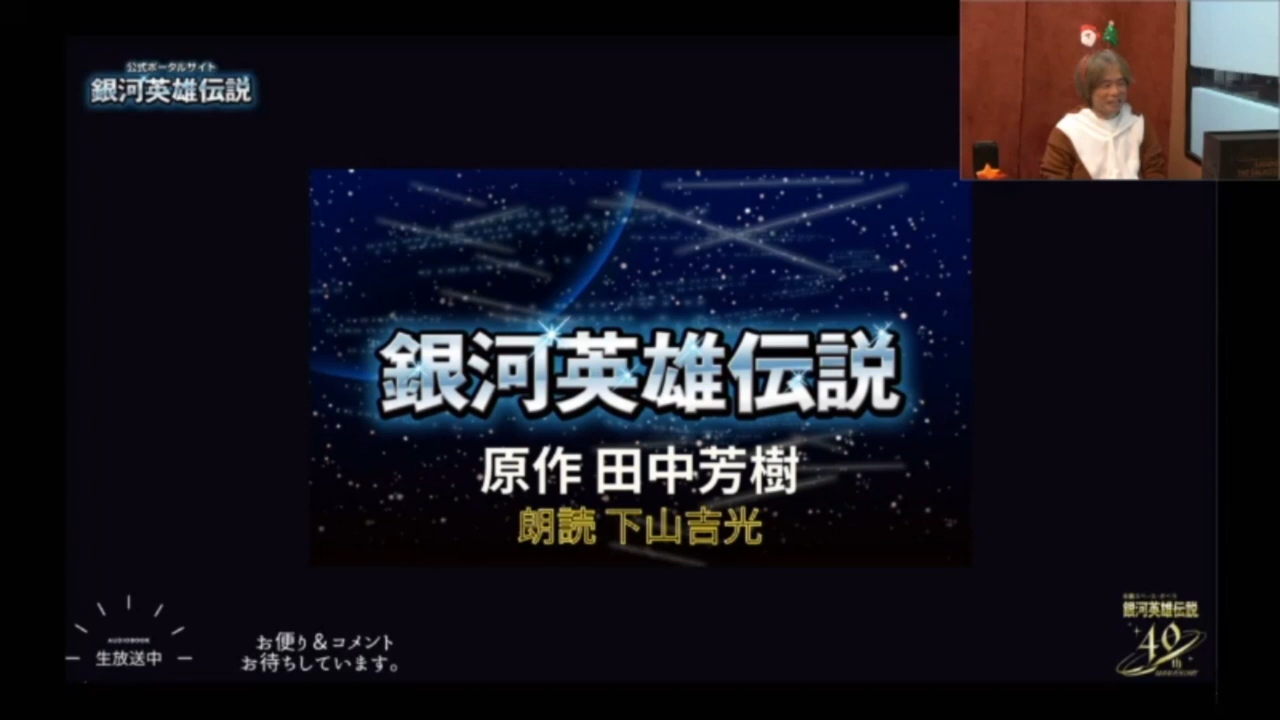 公式ポータルサイト
銀河英雄伝説
銀河英雄伝説
原作 田中芳樹
朗読 下山吉光
AUDIOBOOK
生放送中
お便り&コメント
お待ちしています。
銀河英雄伝説
40th
ANNIVERSARY